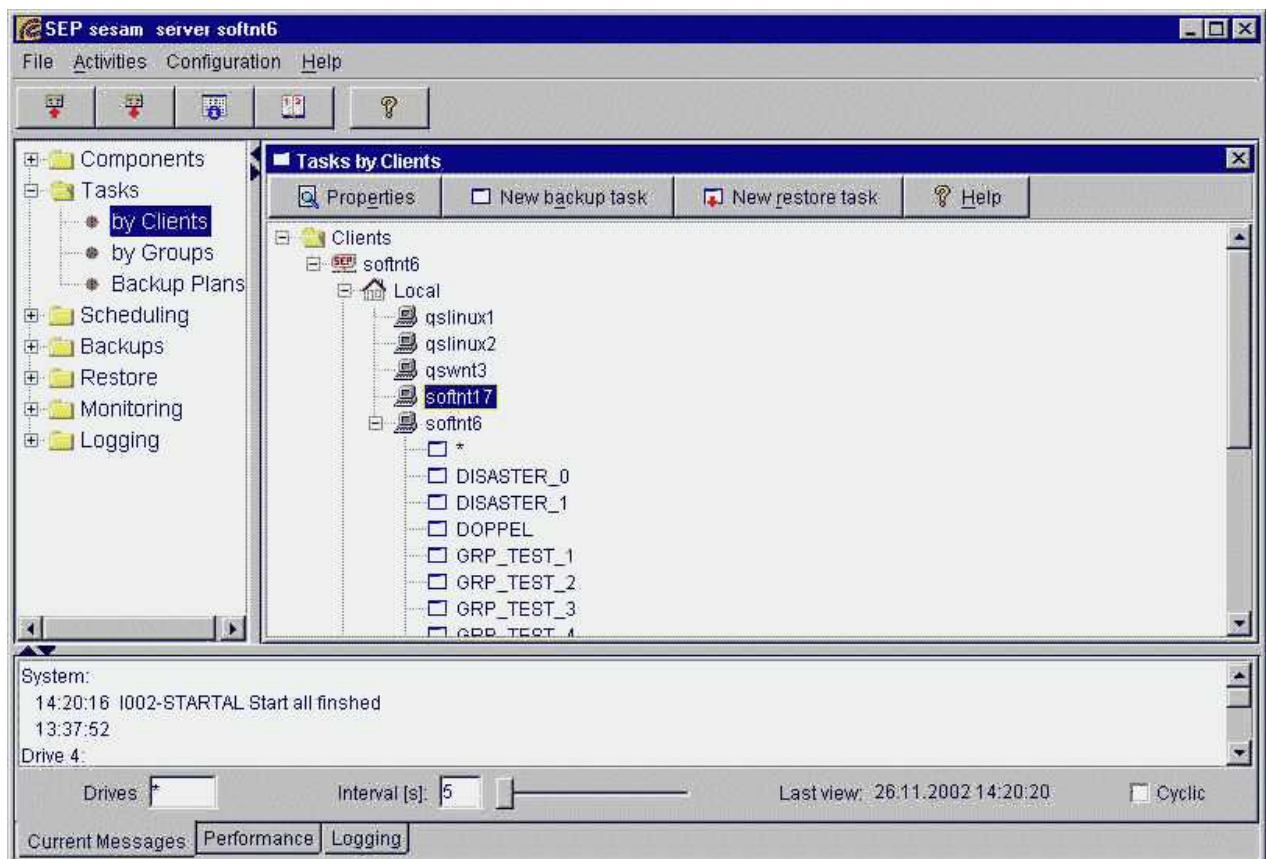 SEP sesam server softnt6
File Activities Configuration Help
Components
Tasks
by Clients
by Groups
Backup Plans
Scheduling
Backups
Restore
Monitoring
Logging
Tasks by Clients
Properties New backup task New restore task Help
Clients
SEP softnt6
Local
qslinux1
qslinux2
qswnt3
softnt17
softnt6
*
DISASTER_0
DISASTER_1
DOPPEL
GRP_TEST_1
GRP_TEST_2
GRP_TEST_3
GRP_TEST_4
System:
14:20:16 I002-STARTAL Start all finshed
13:37:52
Drive 4:
Drives * Interval [s]: 5 Last view: 26.11.2002 14:20:20 Cyclic
Current Messages Performance Logging